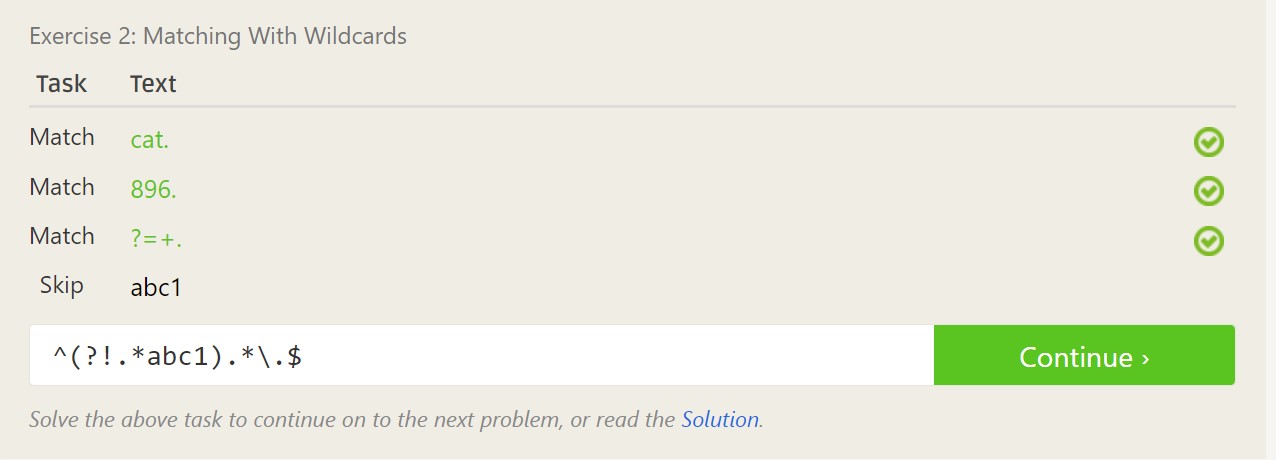 Exercise 2: Matching With Wildcards
Task Text
Match cat.
Match 896.
Match ?=+.
Skip abc1
^(?!.*abc1).*\.$ Continue ›
Solve the above task to continue on to the next problem, or read the Solution.